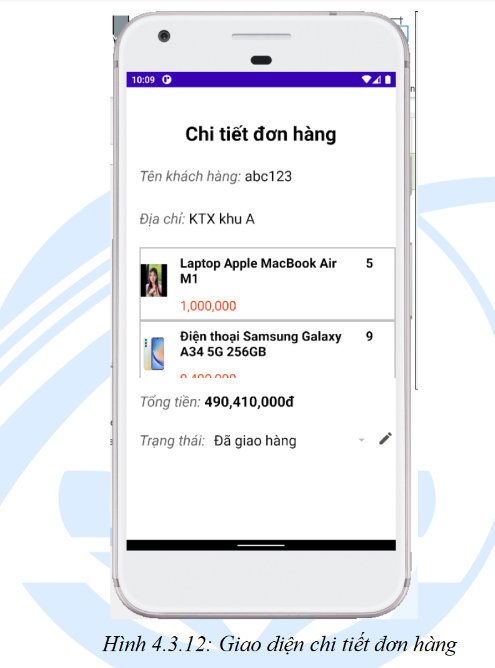 10:09
Chi tiết đơn hàng
Tên khách hàng: abc123
Địa chỉ: KTX khu A
Laptop Apple MacBook Air 5
M1
1,000,000
Điện thoại Samsung Galaxy 9
A34 5G 256GB
Tổng tiền: 490,410,000đ
Trạng thái: Đã giao hàng
Hình 4.3.12: Giao diện chi tiết đơn hàng